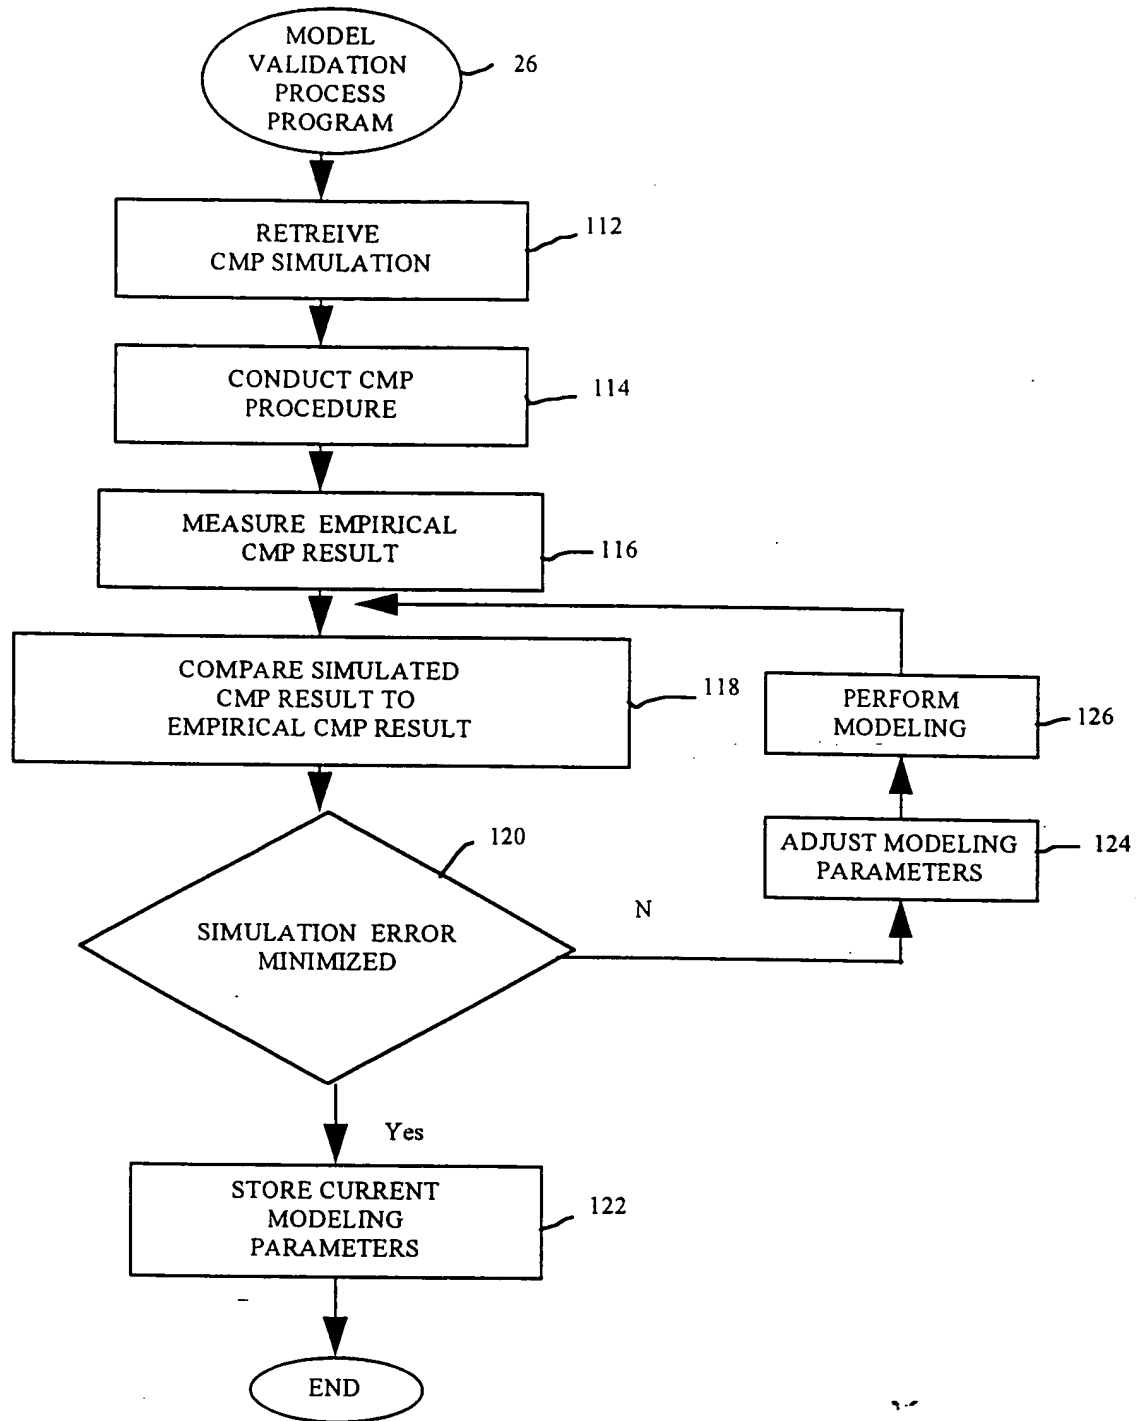 MODEL
VALIDATION
PROCESS
PROGRAM
26
RETREIVE
CMP SIMULATION
112
CONDUCT CMP
PROCEDURE
114
MEASURE EMPIRICAL
CMP RESULT
116
COMPARE SIMULATED
CMP RESULT TO
EMPIRICAL CMP RESULT
118
PERFORM
MODELING
126
ADJUST MODELING
PARAMETERS
124
120
SIMULATION ERROR
MINIMIZED
N
Yes
STORE CURRENT
MODELING
PARAMETERS
122
END